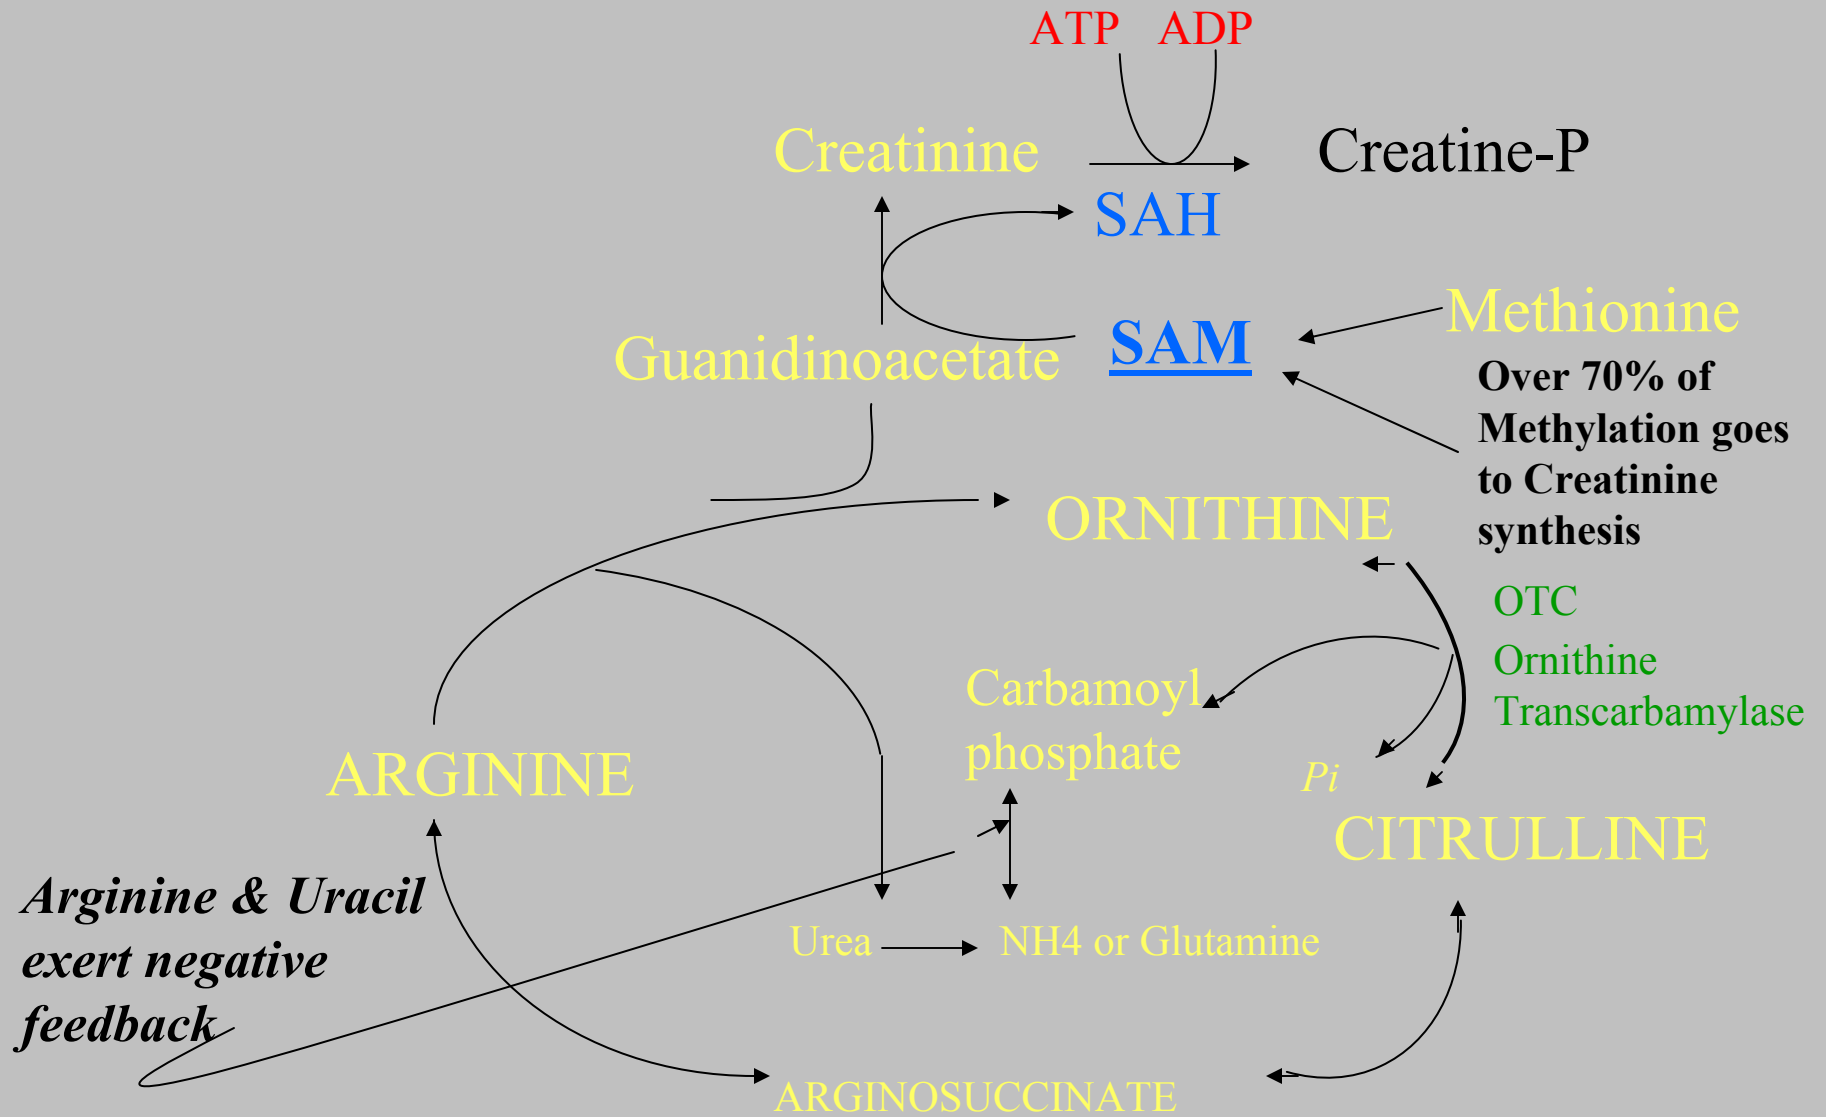 ATP ADP
Creatinine
Creatine-P
SAH
Methionine
SAM
Guanidinoacetate
Over 70% of
Methylation goes
to Creatinine
synthesis
ORNITHINE
OTC
Ornithine
Transcarbamylase
Carbamoyl
phosphate
ARGININE
Pi
CITRULLINE
Arginine & Uracil
exert negative
feedback
Urea
NH4 or Glutamine
ARGINOSUCCINATE